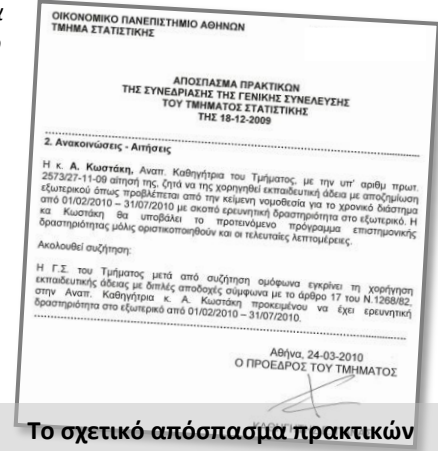 ΟΙΚΟΝΟΜΙΚΟ ΠΑΝΕΠΙΣΤΗΜΙΟ ΑΘΗΝΩΝ
ΤΜΗΜΑ ΣΤΑΤΙΣΤΙΚΗΣ
ΑΠΟΣΠΑΣΜΑ ΠΡΑΚΤΙΚΩΝ
ΤΗΣ ΣΥΝΕΔΡΙΑΣΗΣ ΤΗΣ ΓΕΝΙΚΗΣ ΣΥΝΕΛΕΥΣΗΣ
ΤΟΥ ΤΜΗΜΑΤΟΣ ΣΤΑΤΙΣΤΙΚΗΣ
ΤΗΣ 18-12-2009
2. Ανακοινώσεις - Αιτήσεις
Η κ. Α. Κωστάκη, Αναπ. Καθηγήτρια του Τμήματος, με την υπ' αριθμ πρωτ.
2573/27-11-09 αίτησή της, ζητά να της χορηγηθεί εκπαιδευτική άδεια με αποζημίωση
εξωτερικού όπως προβλέπεται από την κείμενη νομοθεσία για το χρονικό διάστημα
από 01/02/2010 – 31/07/2010 με σκοπό ερευνητική δραστηριότητα στο εξωτερικό. Η
κα Κωστάκη θα υποβάλει το προτεινόμενο πρόγραμμα επιστημονικής
δραστηριότητας μόλις οριστικοποιηθούν και οι τελευταίες λεπτομέρειες.
Ακολουθεί συζήτηση:
Η Γ.Σ. του Τμήματος μετά από συζήτηση ομόφωνα εγκρίνει τη χορήγηση
εκπαιδευτικής άδειας με διπλές αποδοχές σύμφωνα με το άρθρο 17 του Ν.1268/82,
στην Αναπ. Καθηγήτρια κ. Α. Κωστάκη προκειμένου να έχει ερευνητική
δραστηριότητα στο εξωτερικό από 01/02/2010 – 31/07/2010.
Αθήνα, 24-03-2010
Ο ΠΡΟΕΔΡΟΣ ΤΟΥ ΤΜΗΜΑΤΟΣ
Το σχετικό απόσπασμα πρακτικών